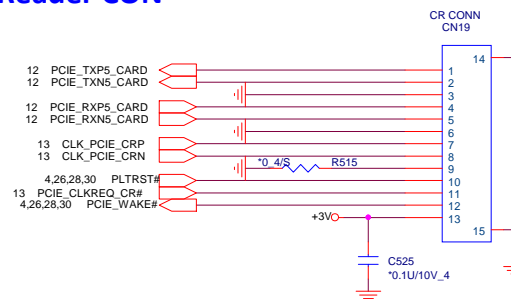 CR CONN
CN19
14
12 PCIE_TXP5_CARD 1
12 PCIE_TXN5_CARD 2
3
12 PCIE_RXP5_CARD 4
12 PCIE_RXN5_CARD 5
6
13 CLK_PCIE_CRP 7
13 CLK_PCIE_CRN 8
*0_4/S R515 9
4,26,28,30 PLTRST# 10
13 PCIE_CLKREQ_CR# 11
4,26,28,30 PCIE_WAKE# 12
+3V 13
15
C525
*0.1U/10V_4